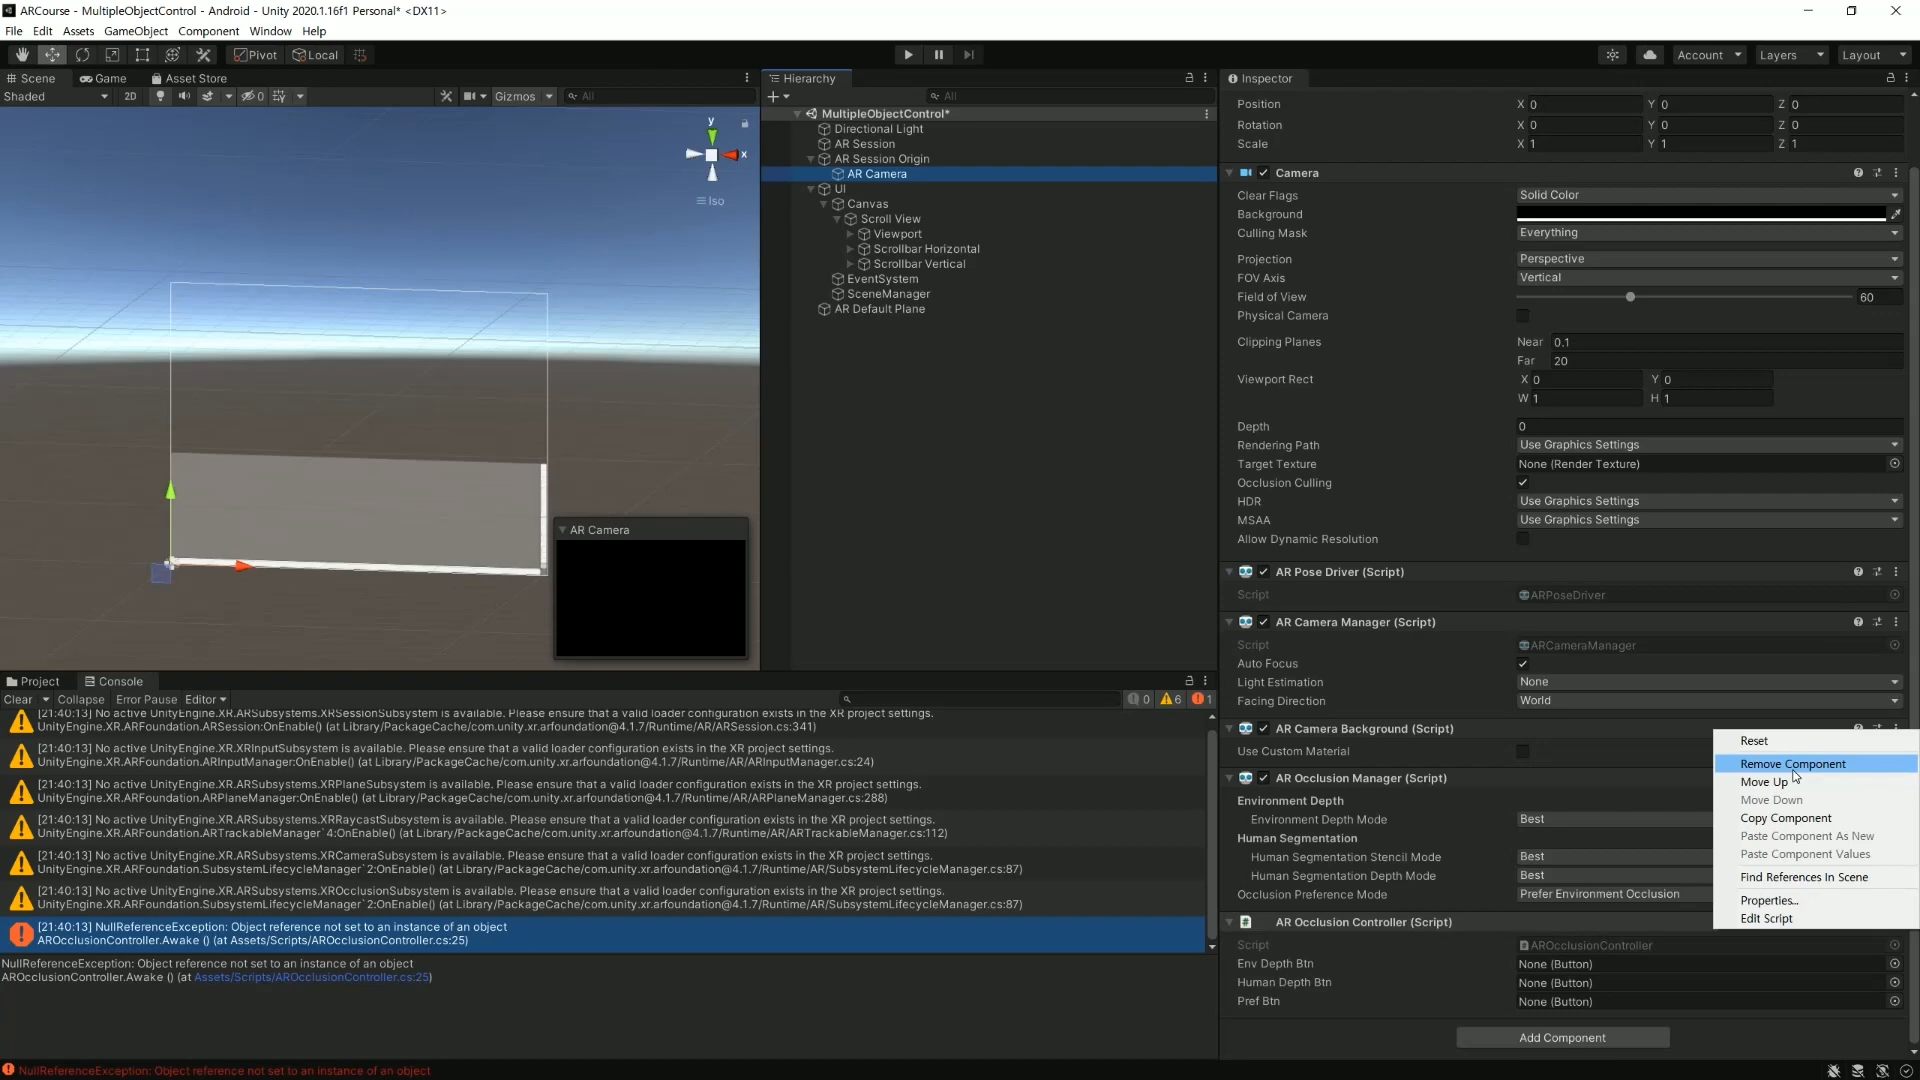 ARCourse - MultipleObjectControl - Android - Unity 2020.1.16f1 Personal* <DX11>
File Edit Assets GameObject Component Window Help
Pivot Local Account Layers Layout
Scene Game Asset Store
Shaded 2D 0 Gizmos All
y
x
Iso
AR Camera
Hierarchy
All
MultipleObjectControl*
Directional Light
AR Session
AR Session Origin
AR Camera
UI
Canvas
Scroll View
Viewport
Scrollbar Horizontal
Scrollbar Vertical
EventSystem
SceneManager
AR Default Plane
Inspector
Position X 0 Y 0 Z 0
Rotation X 0 Y 0 Z 0
Scale X 1 Y 1 Z 1
Camera
Clear Flags Solid Color
Background
Culling Mask Everything
Projection Perspective
FOV Axis Vertical
Field of View 60
Physical Camera
Clipping Planes Near 0.1
Far 20
Viewport Rect X 0 Y 0
W 1 H 1
Depth 0
Rendering Path Use Graphics Settings
Target Texture None (Render Texture)
Occlusion Culling
HDR Use Graphics Settings
MSAA Use Graphics Settings
Allow Dynamic Resolution
AR Pose Driver (Script)
Script ARPoseDriver
AR Camera Manager (Script)
Script ARCameraManager
Auto Focus
Light Estimation None
Facing Direction World
AR Camera Background (Script)
Use Custom Material
AR Occlusion Manager (Script)
Environment Depth
Environment Depth Mode Best
Human Segmentation
Human Segmentation Stencil Mode Best
Human Segmentation Depth Mode Best
Occlusion Preference Mode Prefer Environment Occlusion
AR Occlusion Controller (Script)
Script AROcclusionController
Env Depth Btn None (Button)
Human Depth Btn None (Button)
Pref Btn None (Button)
Add Component
Reset
Remove Component
Move Up
Move Down
Copy Component
Paste Component As New
Paste Component Values
Find References In Scene
Properties...
Edit Script
Project Console
Clear Collapse Error Pause Editor 0 6 1
[21:40:13] No active UnityEngine.XR.ARSubsystems.XRSessionSubsystem is available. Please ensure that a valid loader configuration exists in the XR project settings.
UnityEngine.XR.ARFoundation.ARSession:OnEnable() (at Library/PackageCache/com.unity.xr.arfoundation@4.1.7/Runtime/AR/ARSession.cs:341)
[21:40:13] No active UnityEngine.XR.XRInputSubsystem is available. Please ensure that a valid loader configuration exists in the XR project settings.
UnityEngine.XR.ARFoundation.ARInputManager:OnEnable() (at Library/PackageCache/com.unity.xr.arfoundation@4.1.7/Runtime/AR/ARInputManager.cs:24)
[21:40:13] No active UnityEngine.XR.ARSubsystems.XRPlaneSubsystem is available. Please ensure that a valid loader configuration exists in the XR project settings.
UnityEngine.XR.ARFoundation.ARPlaneManager:OnEnable() (at Library/PackageCache/com.unity.xr.arfoundation@4.1.7/Runtime/AR/ARPlaneManager.cs:288)
[21:40:13] No active UnityEngine.XR.ARSubsystems.XRRaycastSubsystem is available. Please ensure that a valid loader configuration exists in the XR project settings.
UnityEngine.XR.ARFoundation.ARTrackableManager`4:OnEnable() (at Library/PackageCache/com.unity.xr.arfoundation@4.1.7/Runtime/AR/ARTrackableManager.cs:112)
[21:40:13] No active UnityEngine.XR.ARSubsystems.XRCameraSubsystem is available. Please ensure that a valid loader configuration exists in the XR project settings.
UnityEngine.XR.ARFoundation.SubsystemLifecycleManager`2:OnEnable() (at Library/PackageCache/com.unity.xr.arfoundation@4.1.7/Runtime/AR/SubsystemLifecycleManager.cs:87)
[21:40:13] No active UnityEngine.XR.ARSubsystems.XROcclusionSubsystem is available. Please ensure that a valid loader configuration exists in the XR project settings.
UnityEngine.XR.ARFoundation.SubsystemLifecycleManager`2:OnEnable() (at Library/PackageCache/com.unity.xr.arfoundation@4.1.7/Runtime/AR/SubsystemLifecycleManager.cs:87)
[21:40:13] NullReferenceException: Object reference not set to an instance of an object
AROcclusionController.Awake () (at Assets/Scripts/AROcclusionController.cs:25)
NullReferenceException: Object reference not set to an instance of an object
AROcclusionController.Awake () (at Assets/Scripts/AROcclusionController.cs:25)
NullReferenceException: Object reference not set to an instance of an object